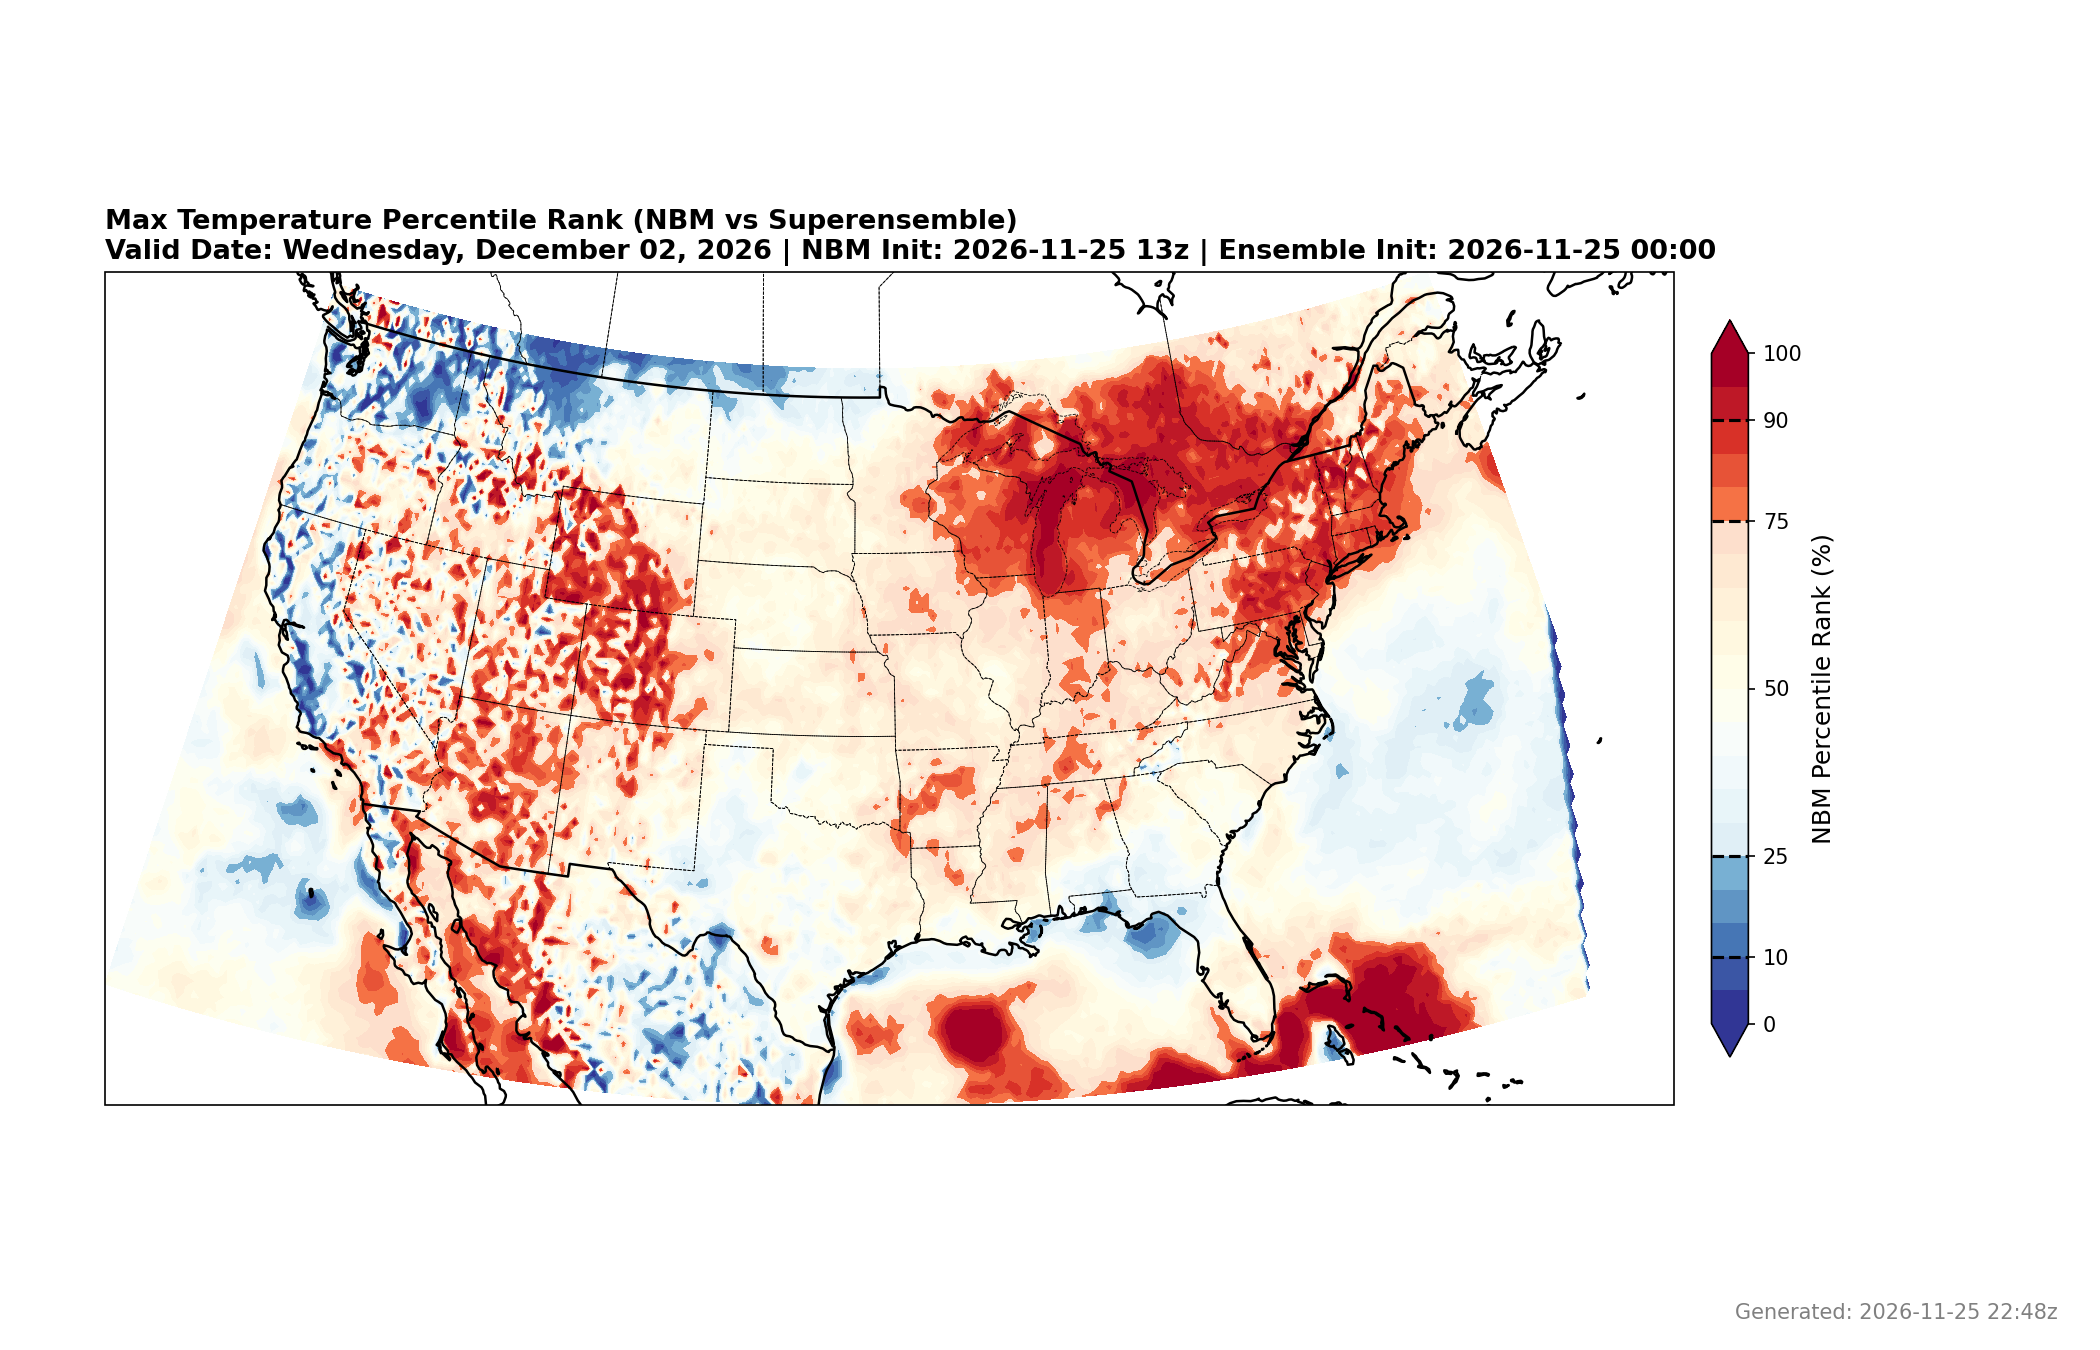 Max Temperature Percentile Rank (NBM vs Superensemble)
Valid Date: Wednesday, December 02, 2026 | NBM Init: 2026-11-25 13z | Ensemble Init: 2026-11-25 00:00
100
90
75
50
25
10
0
NBM Percentile Rank (%)
Generated: 2026-11-25 22:48z